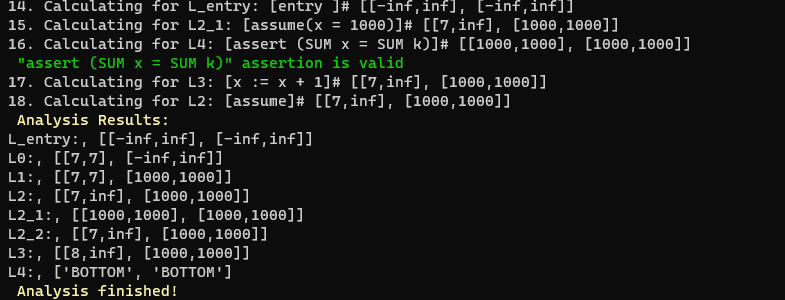 14. Calculating for L_entry: [entry ]# [[-inf,inf], [-inf,inf]]
15. Calculating for L2_1: [assume(x = 1000)]# [[7,inf], [1000,1000]]
16. Calculating for L4: [assert (SUM x = SUM k)]# [[1000,1000], [1000,1000]]
"assert (SUM x = SUM k)" assertion is valid
17. Calculating for L3: [x := x + 1]# [[7,inf], [1000,1000]]
18. Calculating for L2: [assume]# [[7,inf], [1000,1000]]
Analysis Results:
L_entry:, [[-inf,inf], [-inf,inf]]
L0:, [[7,7], [-inf,inf]]
L1:, [[7,7], [1000,1000]]
L2:, [[7,inf], [1000,1000]]
L2_1:, [[1000,1000], [1000,1000]]
L2_2:, [[7,inf], [1000,1000]]
L3:, [[8,inf], [1000,1000]]
L4:, ['BOTTOM', 'BOTTOM']
Analysis finished!